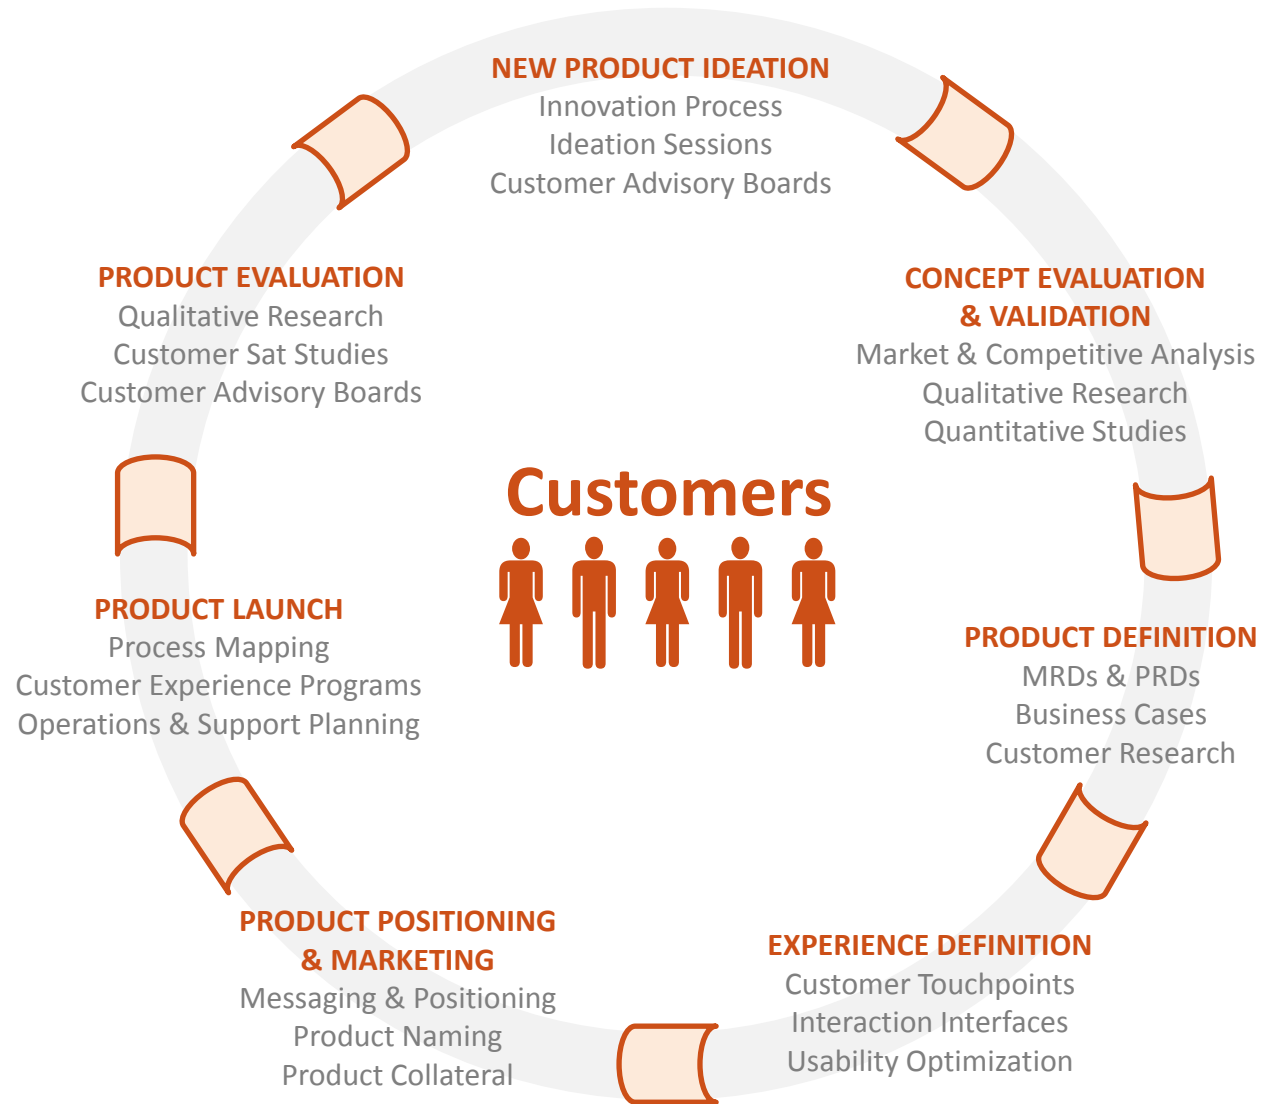 NEW PRODUCT IDEATION
Innovation Process
Ideation Sessions
Customer Advisory Boards
CONCEPT EVALUATION
& VALIDATION
Market & Competitive Analysis
Qualitative Research
Quantitative Studies
PRODUCT DEFINITION
MRDs & PRDs
Business Cases
Customer Research
EXPERIENCE DEFINITION
Customer Touchpoints
Interaction Interfaces
Usability Optimization
PRODUCT POSITIONING
& MARKETING
Messaging & Positioning
Product Naming
Product Collateral
PRODUCT LAUNCH
Process Mapping
Customer Experience Programs
Operations & Support Planning
PRODUCT EVALUATION
Qualitative Research
Customer Sat Studies
Customer Advisory Boards
Customers